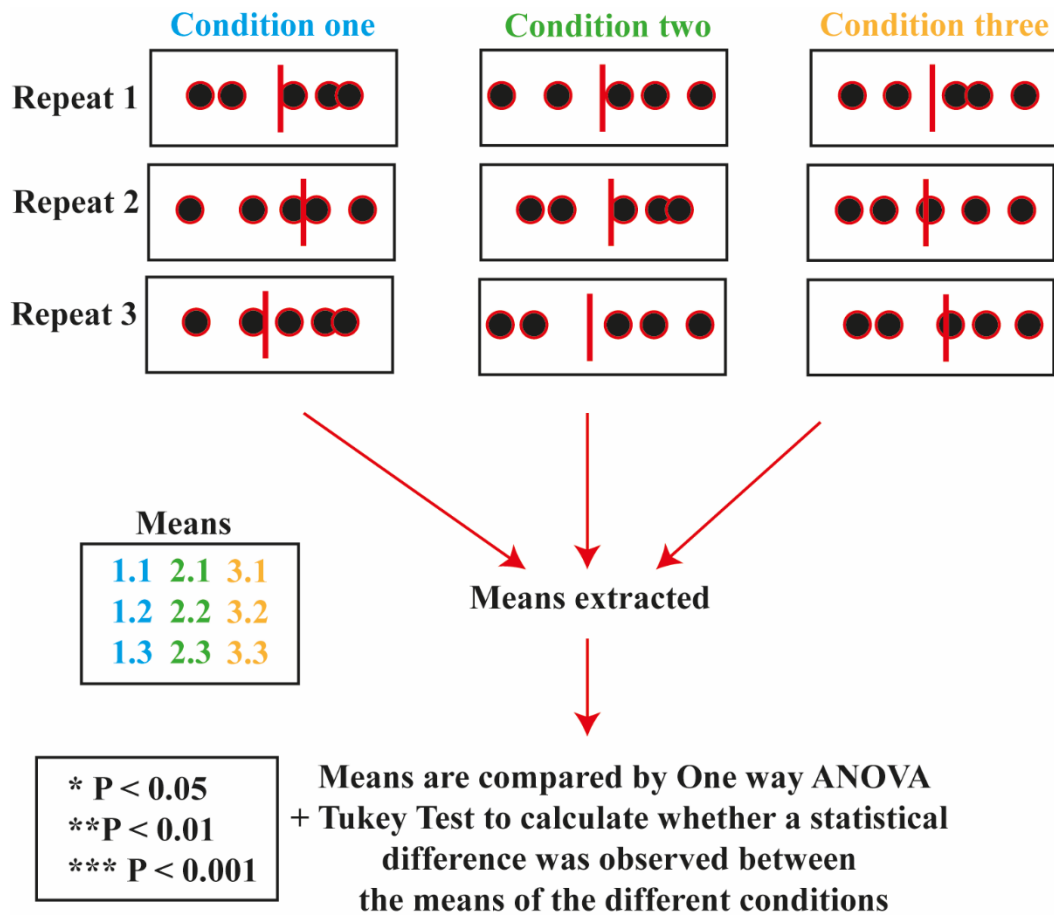 Condition one
Condition two
Condition three
Repeat 1
Repeat 2
Repeat 3
Means
1.1 2.1 3.1
1.2 2.2 3.2
1.3 2.3 3.3
Means extracted
* P < 0.05
**P < 0.01
*** P < 0.001
Means are compared by One way ANOVA
+ Tukey Test to calculate whether a statistical
difference was observed between
the means of the different conditions